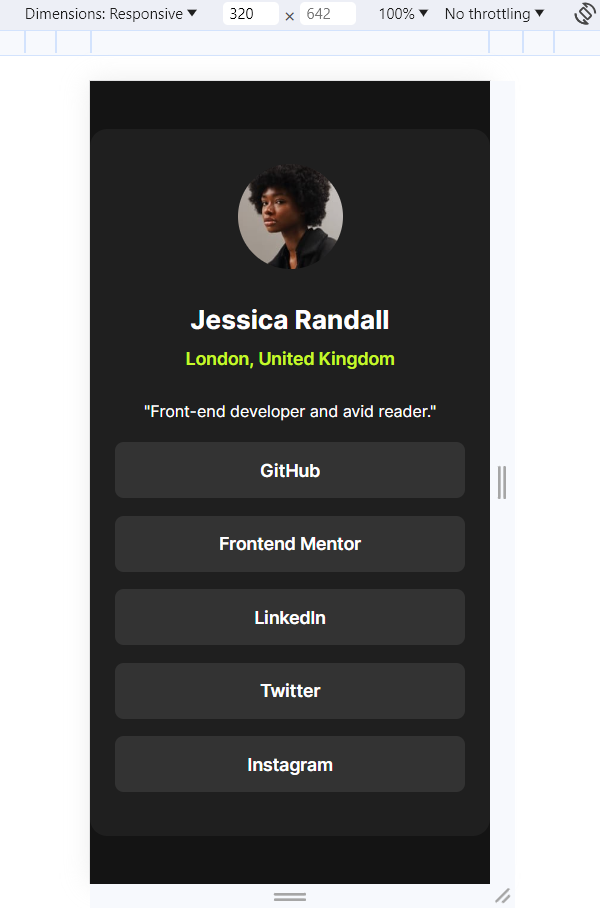 Dimensions: Responsive ▼ 320 × 642 100% ▼ No throttling ▼
Jessica Randall
London, United Kingdom
"Front-end developer and avid reader."
GitHub
Frontend Mentor
LinkedIn
Twitter
Instagram